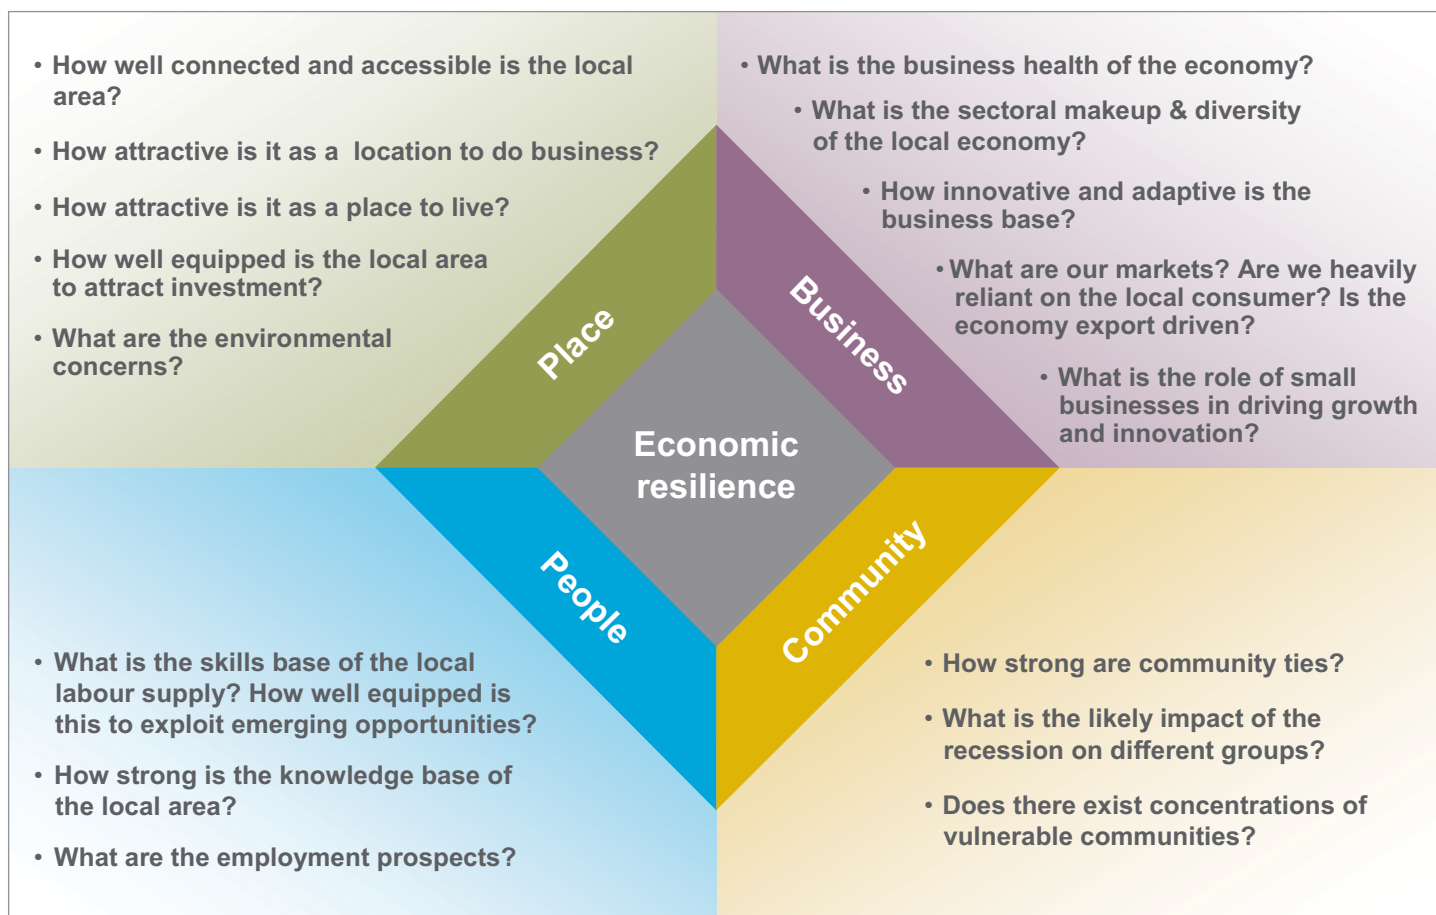 • How well connected and accessible is the local
area?
• How attractive is it as a location to do business?
• How attractive is it as a place to live?
• How well equipped is the local area
to attract investment?
• What are the environmental
concerns?
• What is the business health of the economy?
• What is the sectoral makeup & diversity
of the local economy?
• How innovative and adaptive is the
business base?
• What are our markets? Are we heavily
reliant on the local consumer? Is the
economy export driven?
• What is the role of small
businesses in driving growth
and innovation?
Place
Business
Economic
resilience
People
Community
• What is the skills base of the local
labour supply? How well equipped is
this to exploit emerging opportunities?
• How strong is the knowledge base of
the local area?
• What are the employment prospects?
• How strong are community ties?
• What is the likely impact of the
recession on different groups?
• Does there exist concentrations of
vulnerable communities?